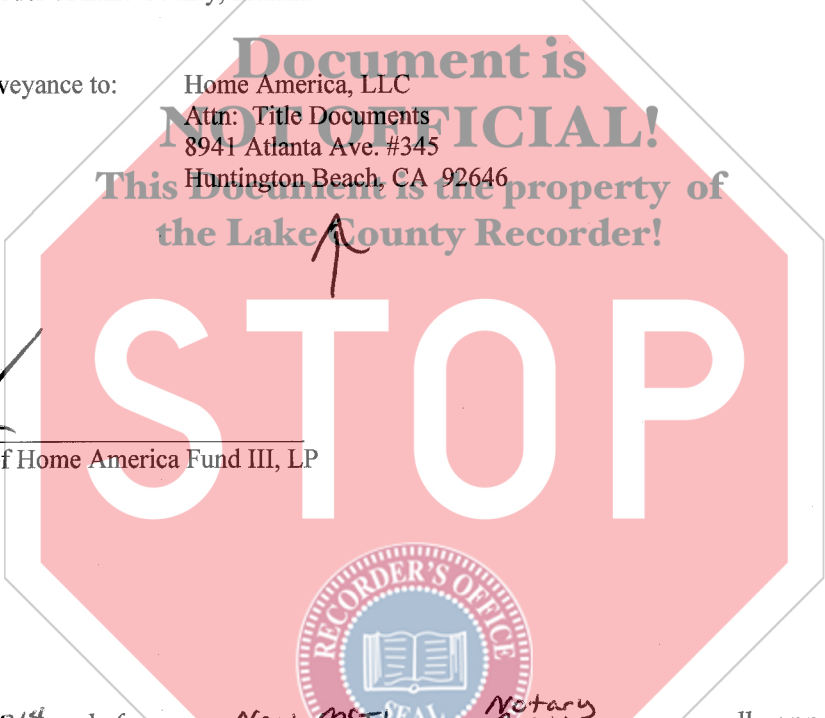 Document is
veyance to: Home America, LLC
NOT OFFICIAL!
Attn: Title Documents
8941 Atlanta Ave. #345
Huntington Beach, CA 92646
This Document is the property of
the Lake County Recorder!
STOP
f Home America Fund III, LP
RECORDER'S OFFICE
SEAL
Notary